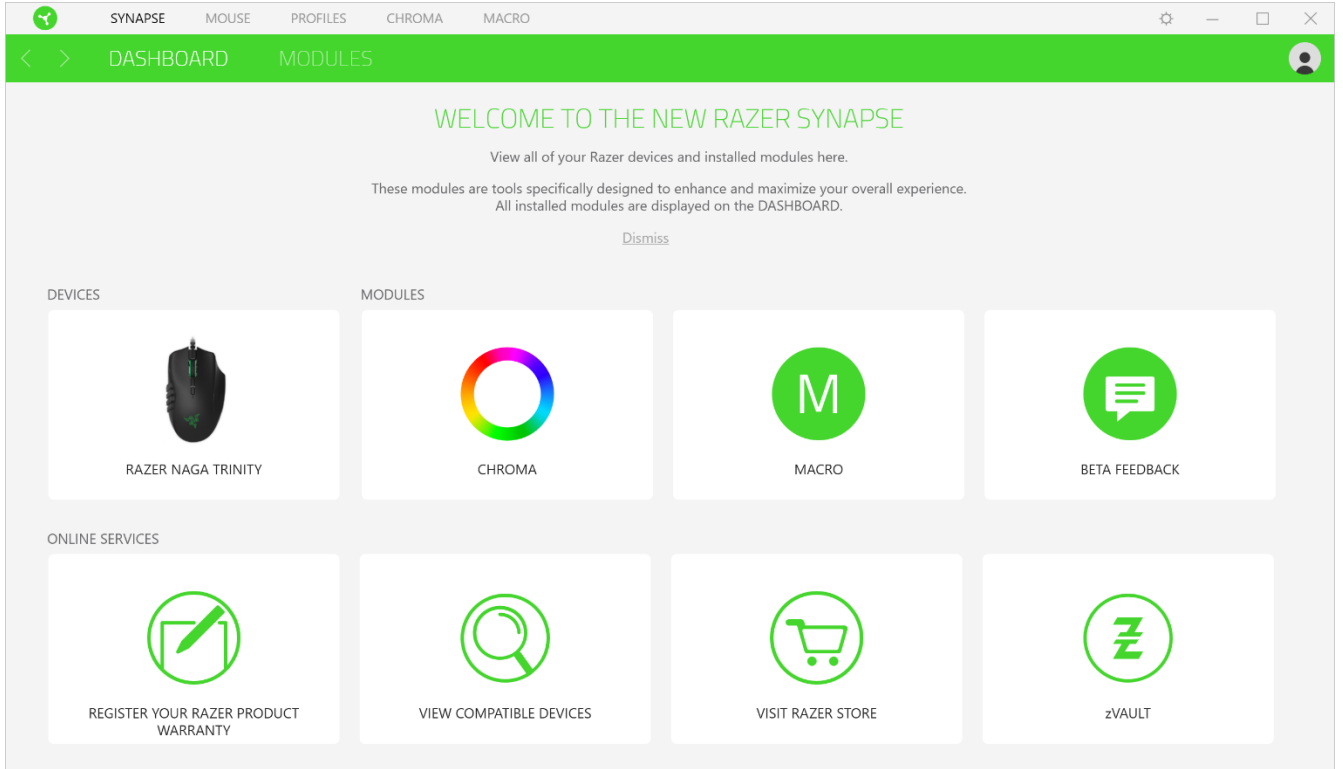 SYNAPSE MOUSE PROFILES CHROMA MACRO
DASHBOARD MODULES
WELCOME TO THE NEW RAZER SYNAPSE
View all of your Razer devices and installed modules here.
These modules are tools specifically designed to enhance and maximize your overall experience.
All installed modules are displayed on the DASHBOARD.
Dismiss
DEVICES MODULES
M
RAZER NAGA TRINITY CHROMA MACRO BETA FEEDBACK
ONLINE SERVICES
REGISTER YOUR RAZER PRODUCT
WARRANTY
VIEW COMPATIBLE DEVICES
VISIT RAZER STORE
zVAULT